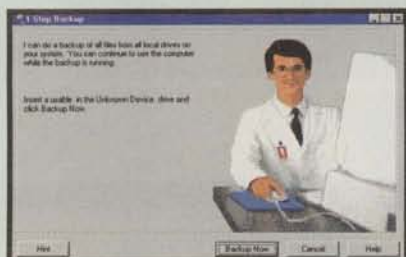 1 Step Backup
I can do a backup of all files from all local drives on
your system. You can continue to use the computer
while the backup is running.
Insert a usable in the Unknown Device drive and
click Backup Now.
Hint
Backup Now
Cancel
Help